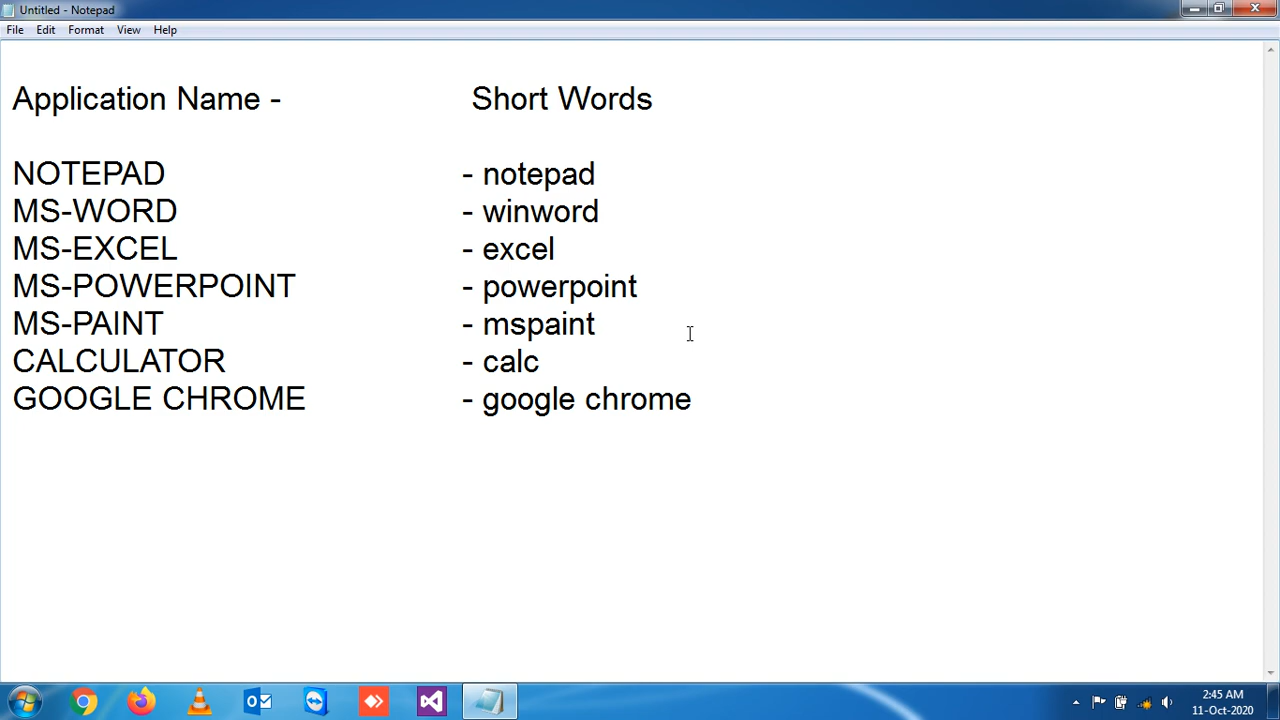 Untitled - Notepad
File Edit Format View Help
Application Name - Short Words
NOTEPAD - notepad
MS-WORD - winword
MS-EXCEL - excel
MS-POWERPOINT - powerpoint
MS-PAINT - mspaint
CALCULATOR - calc
GOOGLE CHROME - google chrome
2:45 AM
11-Oct-2020